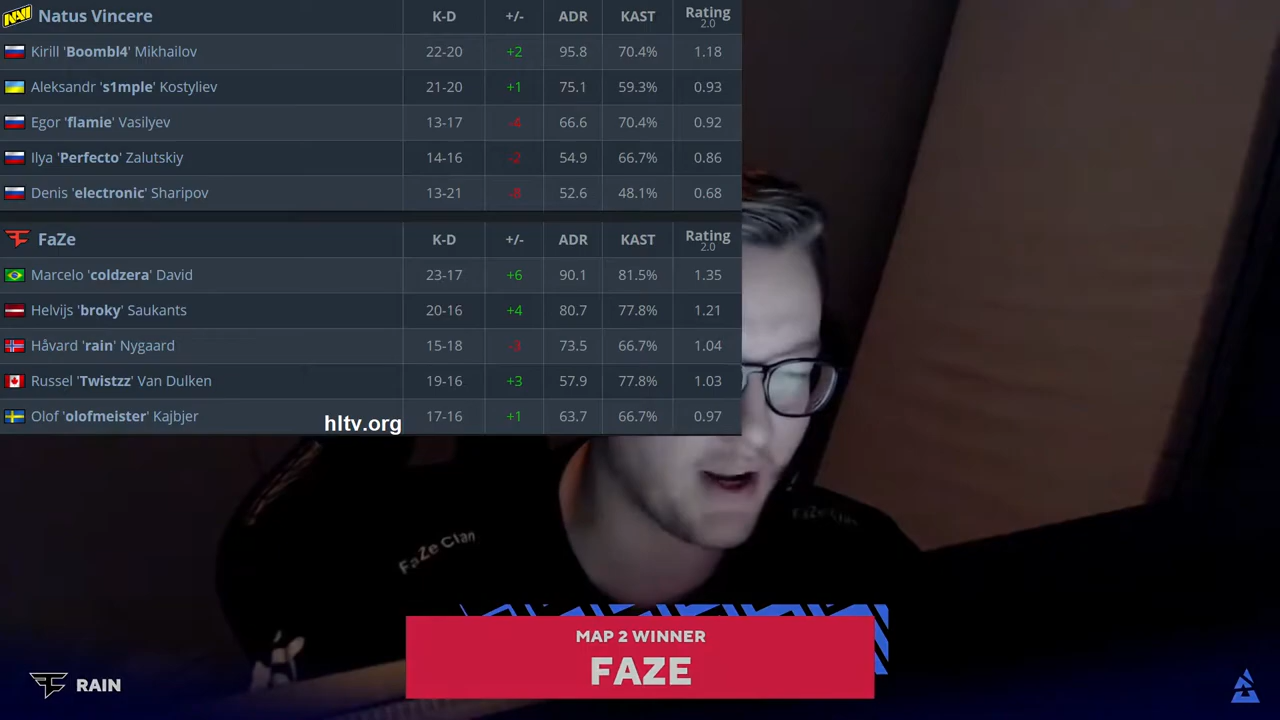 Natus Vincere K-D +/- ADR KAST Rating 2.0
Kirill 'Boombl4' Mikhailov 22-20 +2 95.8 70.4% 1.18
Aleksandr 's1mple' Kostyliev 21-20 +1 75.1 59.3% 0.93
Egor 'flamie' Vasilyev 13-17 -4 66.6 70.4% 0.92
Ilya 'Perfecto' Zalutskiy 14-16 -2 54.9 66.7% 0.86
Denis 'electronic' Sharipov 13-21 -8 52.6 48.1% 0.68
FaZe K-D +/- ADR KAST Rating 2.0
Marcelo 'coldzera' David 23-17 +6 90.1 81.5% 1.35
Helvijs 'broky' Saukants 20-16 +4 80.7 77.8% 1.21
Håvard 'rain' Nygaard 15-18 -3 73.5 66.7% 1.04
Russel 'Twistzz' Van Dulken 19-16 +3 57.9 77.8% 1.03
Olof 'olofmeister' Kajbjer 17-16 +1 63.7 66.7% 0.97
hltv.org
FaZe Clan
FaZe Clan
MAP 2 WINNER
FAZE
RAIN